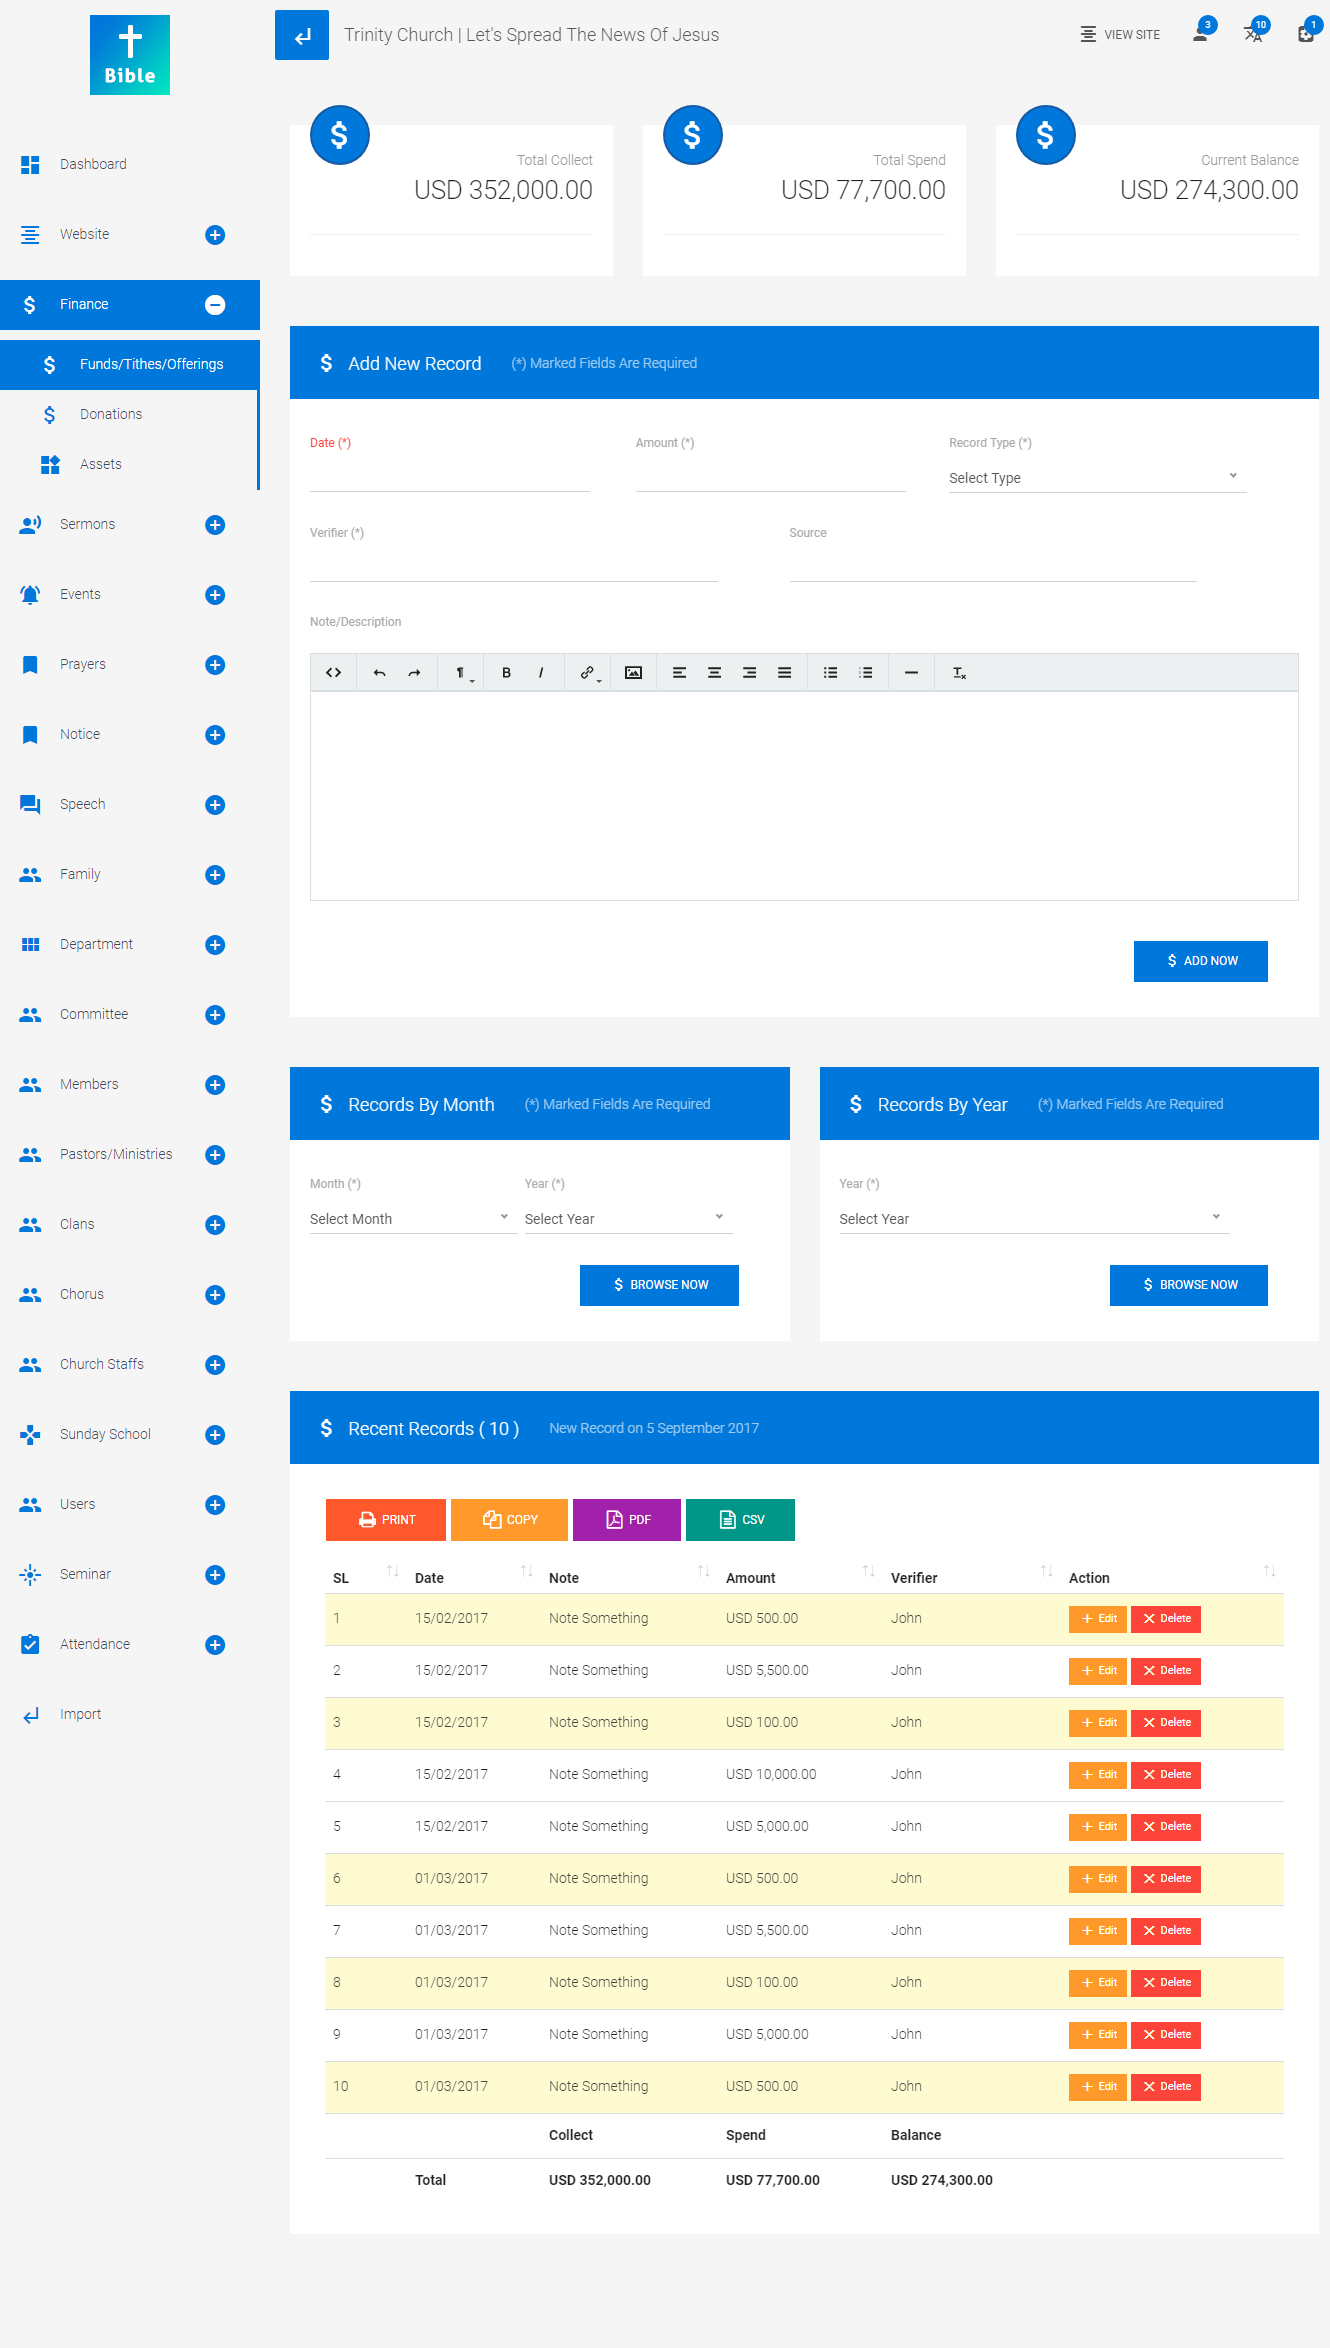 Bible
Trinity Church | Let's Spread The News Of Jesus
VIEW SITE
3
10
1
Dashboard
Website
Finance
Funds/Tithes/Offerings
Donations
Assets
Sermons
Events
Prayers
Notice
Speech
Family
Department
Committee
Members
Pastors/Ministries
Clans
Chorus
Church Staffs
Sunday School
Users
Seminar
Attendance
Import
Total Collect
USD 352,000.00
Total Spend
USD 77,700.00
Current Balance
USD 274,300.00
Add New Record (*) Marked Fields Are Required
Date (*) Amount (*) Record Type (*)
Select Type
Verifier (*) Source
Note/Description
ADD NOW
Records By Month (*) Marked Fields Are Required
Month (*) Year (*)
Select Month Select Year
BROWSE NOW
Records By Year (*) Marked Fields Are Required
Year (*)
Select Year
BROWSE NOW
Recent Records ( 10 ) New Record on 5 September 2017
PRINT COPY PDF CSV
SL Date Note Amount Verifier Action
1 15/02/2017 Note Something USD 500.00 John Edit Delete
2 15/02/2017 Note Something USD 5,500.00 John Edit Delete
3 15/02/2017 Note Something USD 100.00 John Edit Delete
4 15/02/2017 Note Something USD 10,000.00 John Edit Delete
5 15/02/2017 Note Something USD 5,000.00 John Edit Delete
6 01/03/2017 Note Something USD 500.00 John Edit Delete
7 01/03/2017 Note Something USD 5,500.00 John Edit Delete
8 01/03/2017 Note Something USD 100.00 John Edit Delete
9 01/03/2017 Note Something USD 5,000.00 John Edit Delete
10 01/03/2017 Note Something USD 500.00 John Edit Delete
Collect Spend Balance
Total USD 352,000.00 USD 77,700.00 USD 274,300.00